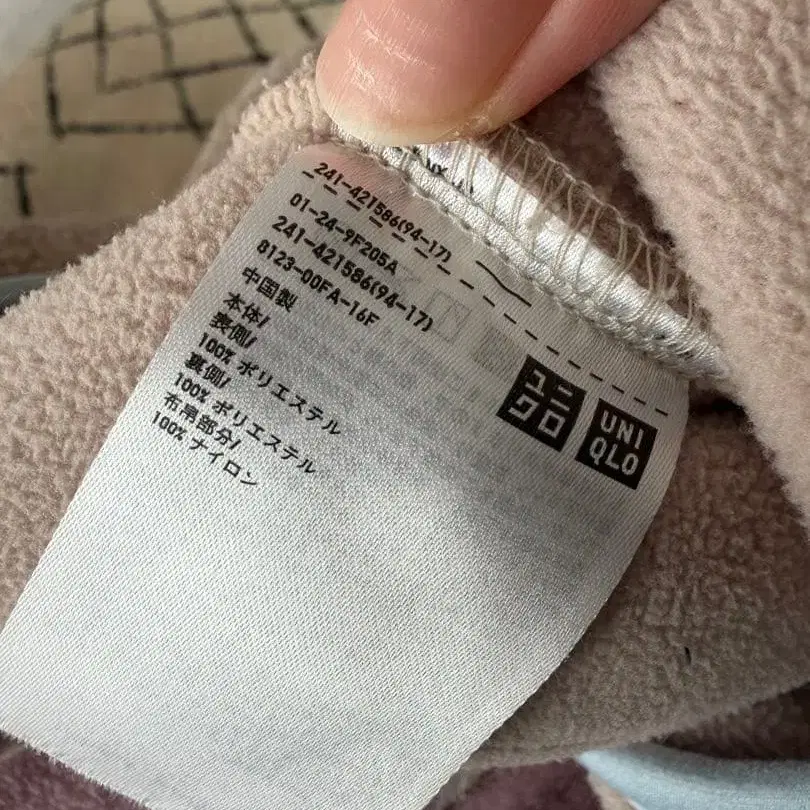 241-421586(94-17)
01-24-9F205A
241-421586(94-17)
8123-00FA-16F
中国製
本体/
表側/
100% ポリエステル
裏側/
100% ポリエステル
布帛部分/
100% ナイロン
ユニ
クロ
UNI
QLO